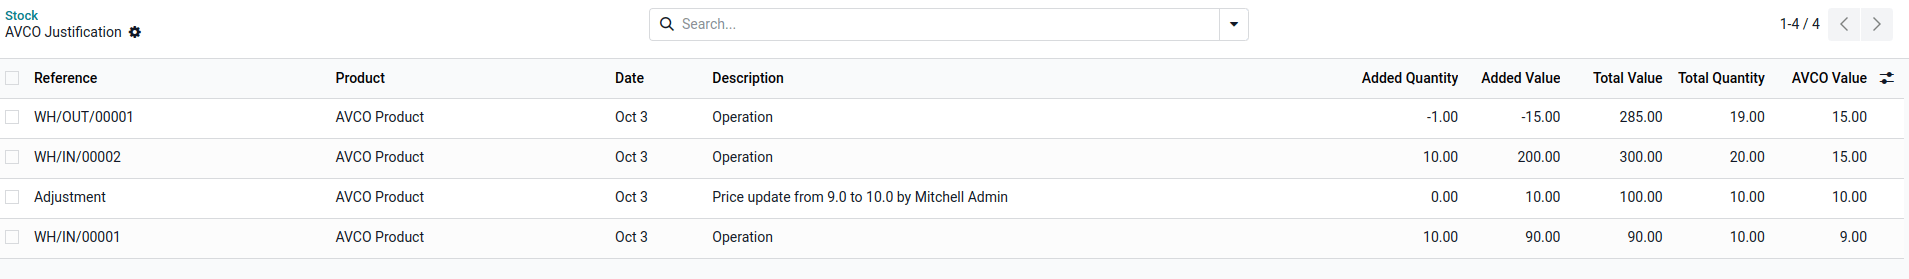 Stock
AVCO Justification
Search...
1-4 / 4
Reference Product Date Description Added Quantity Added Value Total Value Total Quantity AVCO Value
WH/OUT/00001 AVCO Product Oct 3 Operation -1.00 -15.00 285.00 19.00 15.00
WH/IN/00002 AVCO Product Oct 3 Operation 10.00 200.00 300.00 20.00 15.00
Adjustment AVCO Product Oct 3 Price update from 9.0 to 10.0 by Mitchell Admin 0.00 10.00 100.00 10.00 10.00
WH/IN/00001 AVCO Product Oct 3 Operation 10.00 90.00 90.00 10.00 9.00